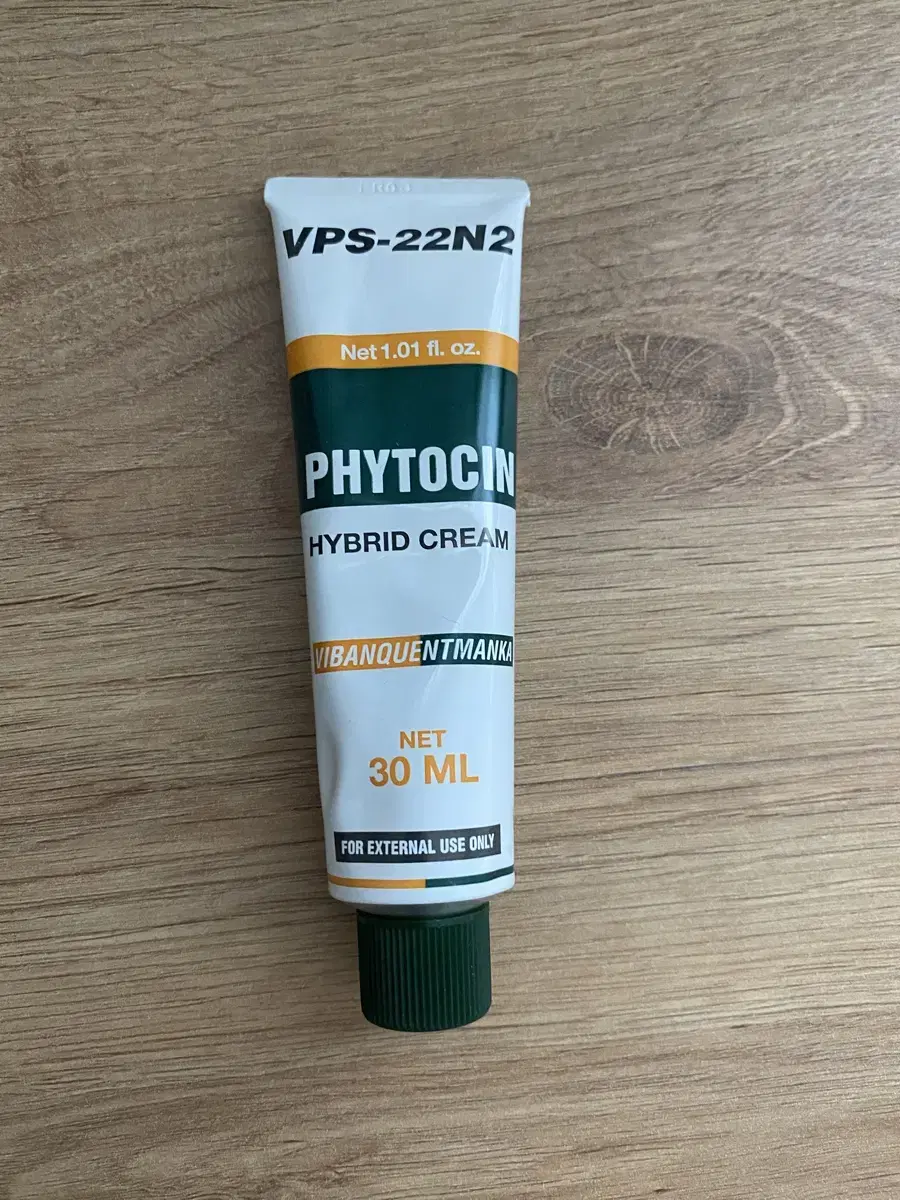 VPS-22N2
Net 1.01 fl. oz.
PHYTOCIN
HYBRID CREAM
VIBANQUENTMANKA
NET
30 ML
FOR EXTERNAL USE ONLY